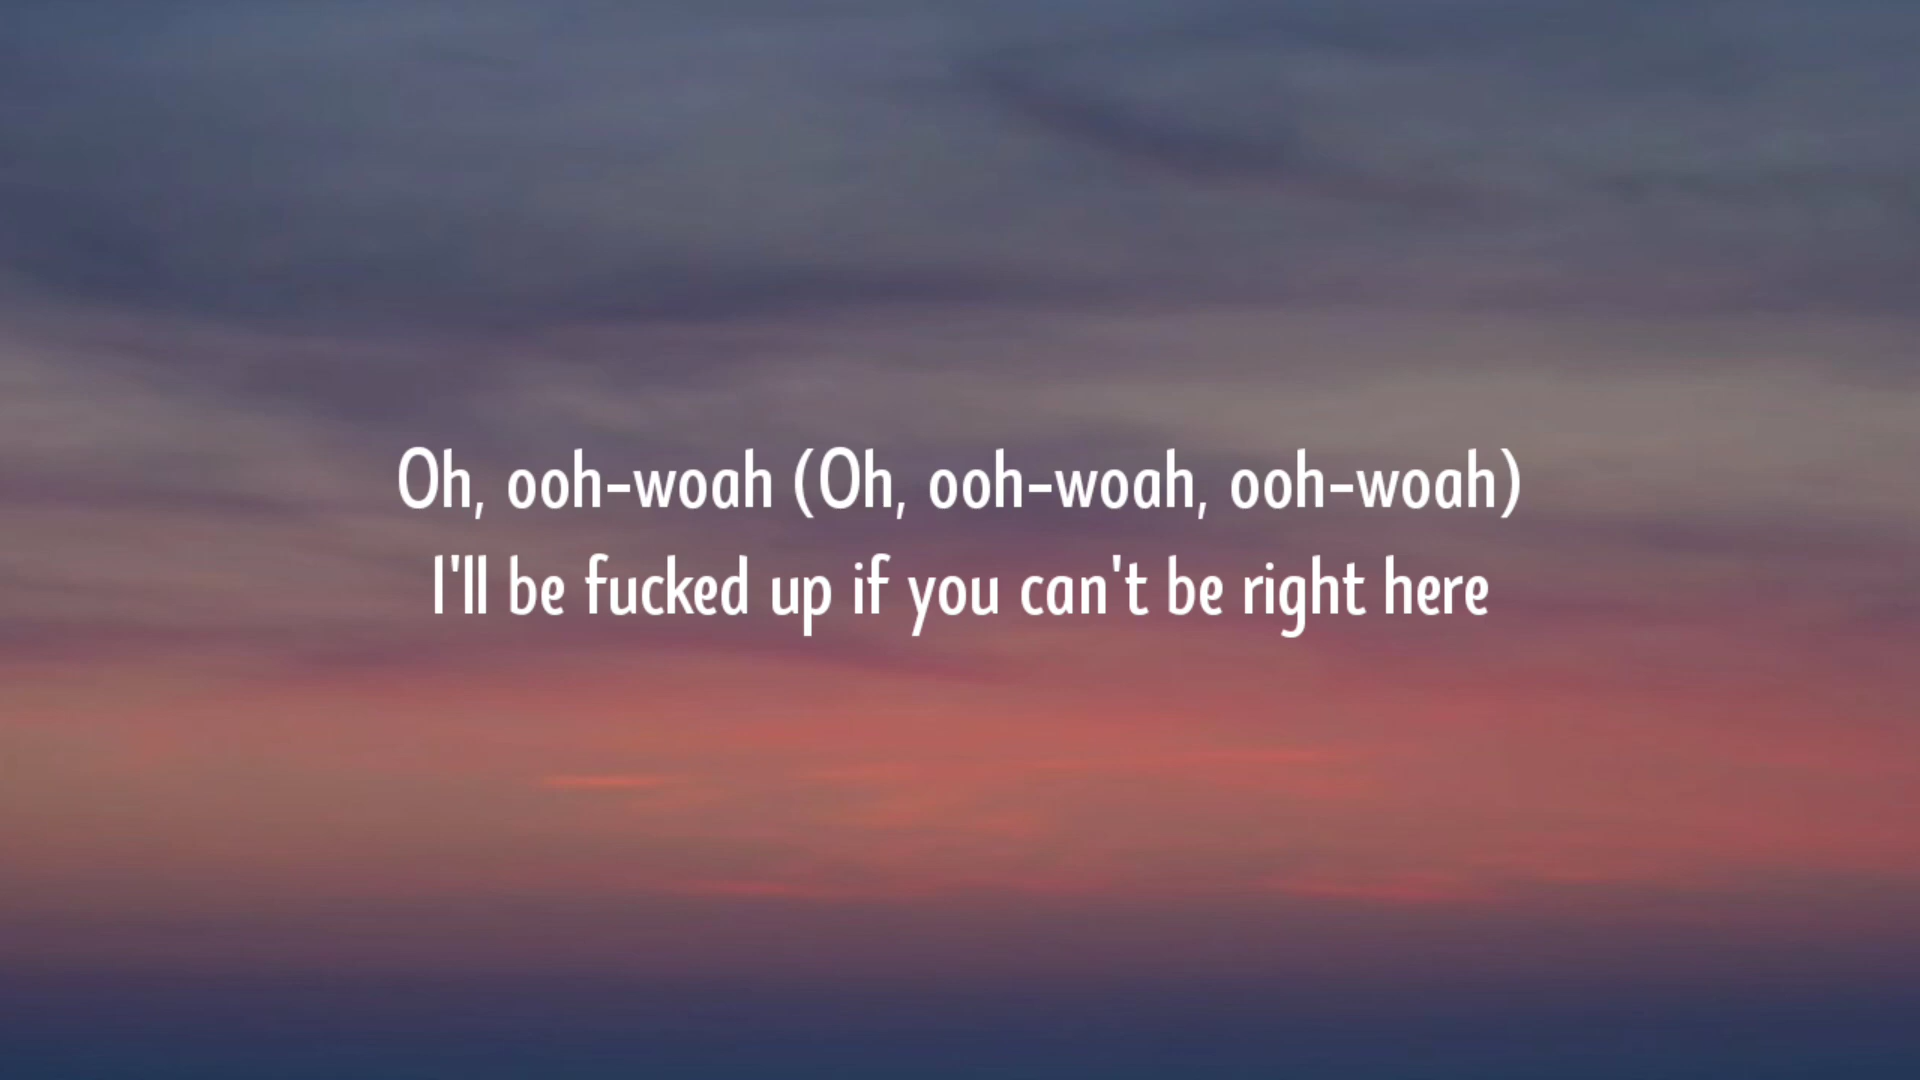 Oh, ooh-woah (Oh, ooh-woah, ooh-woah)
I'll be fucked up if you can't be right here